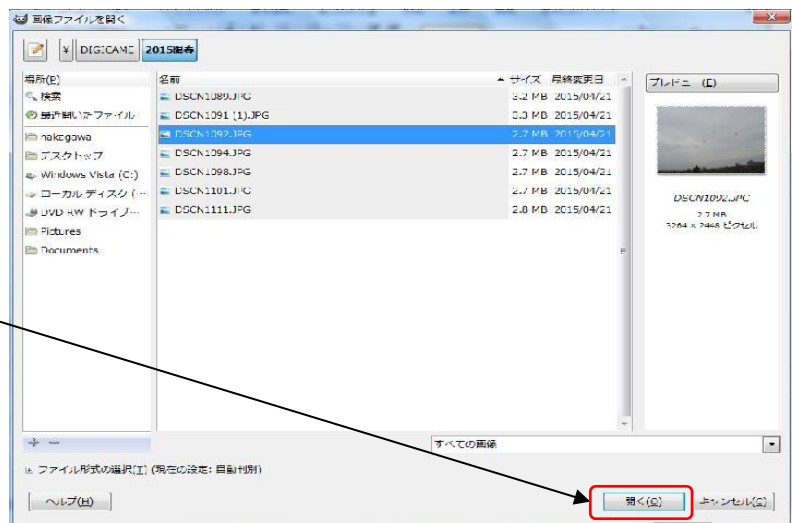 画像ファイルを開く
¥ DIGICAME 2015
場所(P) 名前 サイズ 最終変更日 プレビュー (E)
検索 DSCN1089.JPG 3.2 MB 2015/04/21
最近開いたファイル DSCN1091 (1).JPG 3.3 MB 2015/04/21
nakagawa DSCN1092.JPG 2.7 MB 2015/04/21
デスクトップ DSCN1094.JPG 2.7 MB 2015/04/21
Windows Vista (C:) DSCN1098.JPG 2.7 MB 2015/04/21
ローカル ディスク (… DSCN1101.JPG 2.7 MB 2015/04/21
DVD RW ドライブ… DSCN1111.JPG 2.8 MB 2015/04/21
Pictures
Documents
DSCN1092.JPG
2.7 MB
3264 x 2448 ピクセル
すべての画像
ファイル形式の選択(T) (現在の設定: 自動判別)
ヘルプ(H) 開く(O) キャンセル(C)